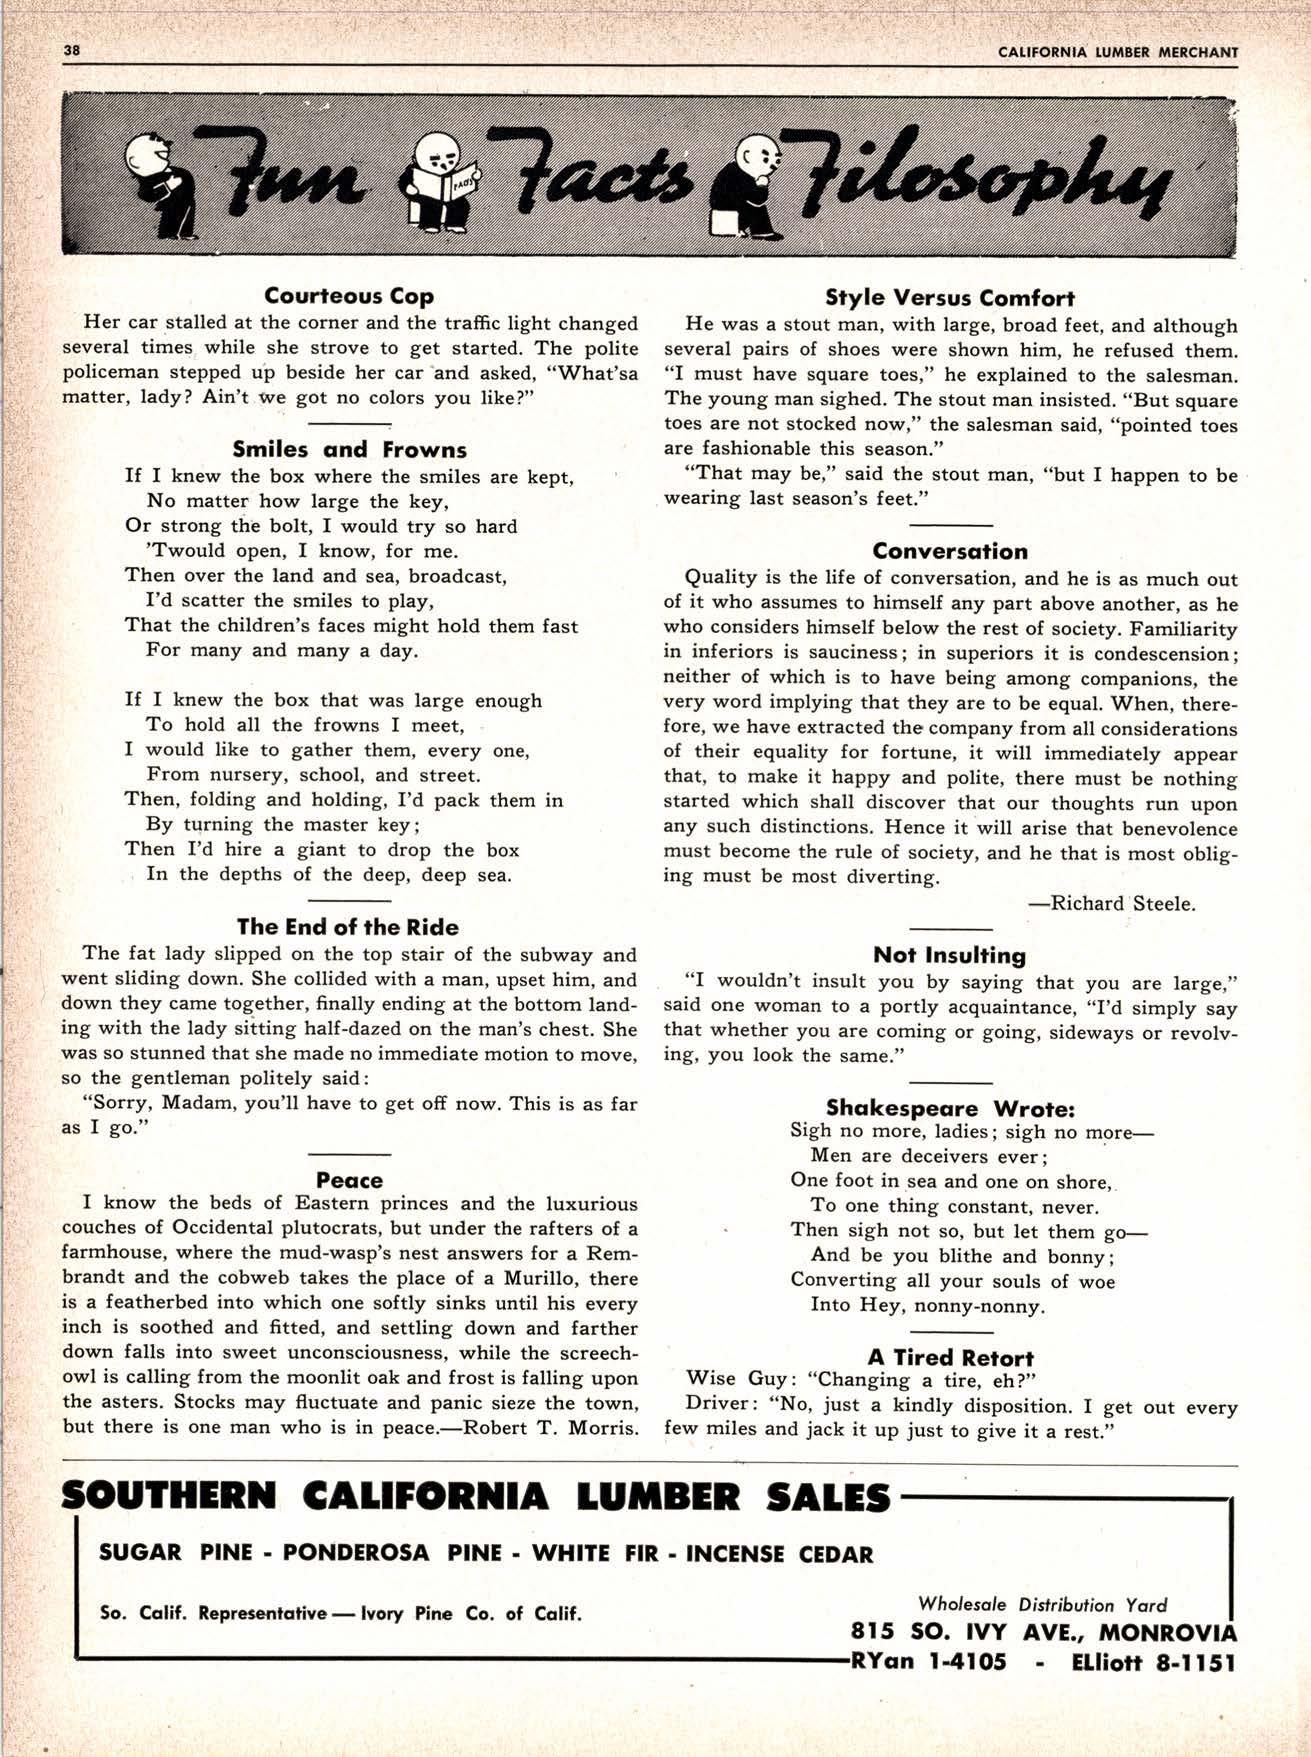 38
CALIFORNIA LUMBER MERCHANT
Fun Facts Filosophy
FACTS
Courteous Cop
Her car stalled at the corner and the traffic light changed
several times while she strove to get started. The polite
policeman stepped up beside her car and asked, "What'sa
matter, lady? Ain't we got no colors you like?"
Smiles and Frowns
If I knew the box where the smiles are kept,
No matter how large the key,
Or strong the bolt, I would try so hard
'Twould open, I know, for me.
Then over the land and sea, broadcast,
I'd scatter the smiles to play,
That the children's faces might hold them fast
For many and many a day.
If I knew the box that was large enough
To hold all the frowns I meet,
I would like to gather them, every one,
From nursery, school, and street.
Then, folding and holding, I'd pack them in
By turning the master key;
Then I'd hire a giant to drop the box
In the depths of the deep, deep sea.
The End of the Ride
The fat lady slipped on the top stair of the subway and
went sliding down. She collided with a man, upset him, and
down they came together, finally ending at the bottom land-
ing with the lady sitting half-dazed on the man's chest. She
was so stunned that she made no immediate motion to move,
so the gentleman politely said:
"Sorry, Madam, you'll have to get off now. This is as far
as I go."
Peace
I know the beds of Eastern princes and the luxurious
couches of Occidental plutocrats, but under the rafters of a
farmhouse, where the mud-wasp's nest answers for a Rem-
brandt and the cobweb takes the place of a Murillo, there
is a featherbed into which one softly sinks until his every
inch is soothed and fitted, and settling down and farther
down falls into sweet unconsciousness, while the screech-
owl is calling from the moonlit oak and frost is falling upon
the asters. Stocks may fluctuate and panic sieze the town,
but there is one man who is in peace.—Robert T. Morris.
Style Versus Comfort
He was a stout man, with large, broad feet, and although
several pairs of shoes were shown him, he refused them.
"I must have square toes," he explained to the salesman.
The young man sighed. The stout man insisted. "But square
toes are not stocked now," the salesman said, "pointed toes
are fashionable this season."
"That may be," said the stout man, "but I happen to be
wearing last season's feet."
Conversation
Quality is the life of conversation, and he is as much out
of it who assumes to himself any part above another, as he
who considers himself below the rest of society. Familiarity
in inferiors is sauciness; in superiors it is condescension;
neither of which is to have being among companions, the
very word implying that they are to be equal. When, there-
fore, we have extracted the company from all considerations
of their equality for fortune, it will immediately appear
that, to make it happy and polite, there must be nothing
started which shall discover that our thoughts run upon
any such distinctions. Hence it will arise that benevolence
must become the rule of society, and he that is most oblig-
ing must be most diverting.
—Richard Steele.
Not Insulting
"I wouldn't insult you by saying that you are large,"
said one woman to a portly acquaintance, "I'd simply say
that whether you are coming or going, sideways or revolv-
ing, you look the same."
Shakespeare Wrote:
Sigh no more, ladies; sigh no more—
Men are deceivers ever;
One foot in sea and one on shore,
To one thing constant, never.
Then sigh not so, but let them go—
And be you blithe and bonny;
Converting all your souls of woe
Into Hey, nonny-nonny.
A Tired Retort
Wise Guy: "Changing a tire, eh?"
Driver: "No, just a kindly disposition. I get out every
few miles and jack it up just to give it a rest."
SOUTHERN CALIFORNIA LUMBER SALES
SUGAR PINE - PONDEROSA PINE - WHITE FIR - INCENSE CEDAR
So. Calif. Representative — Ivory Pine Co. of Calif.
Wholesale Distribution Yard
815 SO. IVY AVE., MONROVIA
RYan 1-4105 - ELliott 8-1151